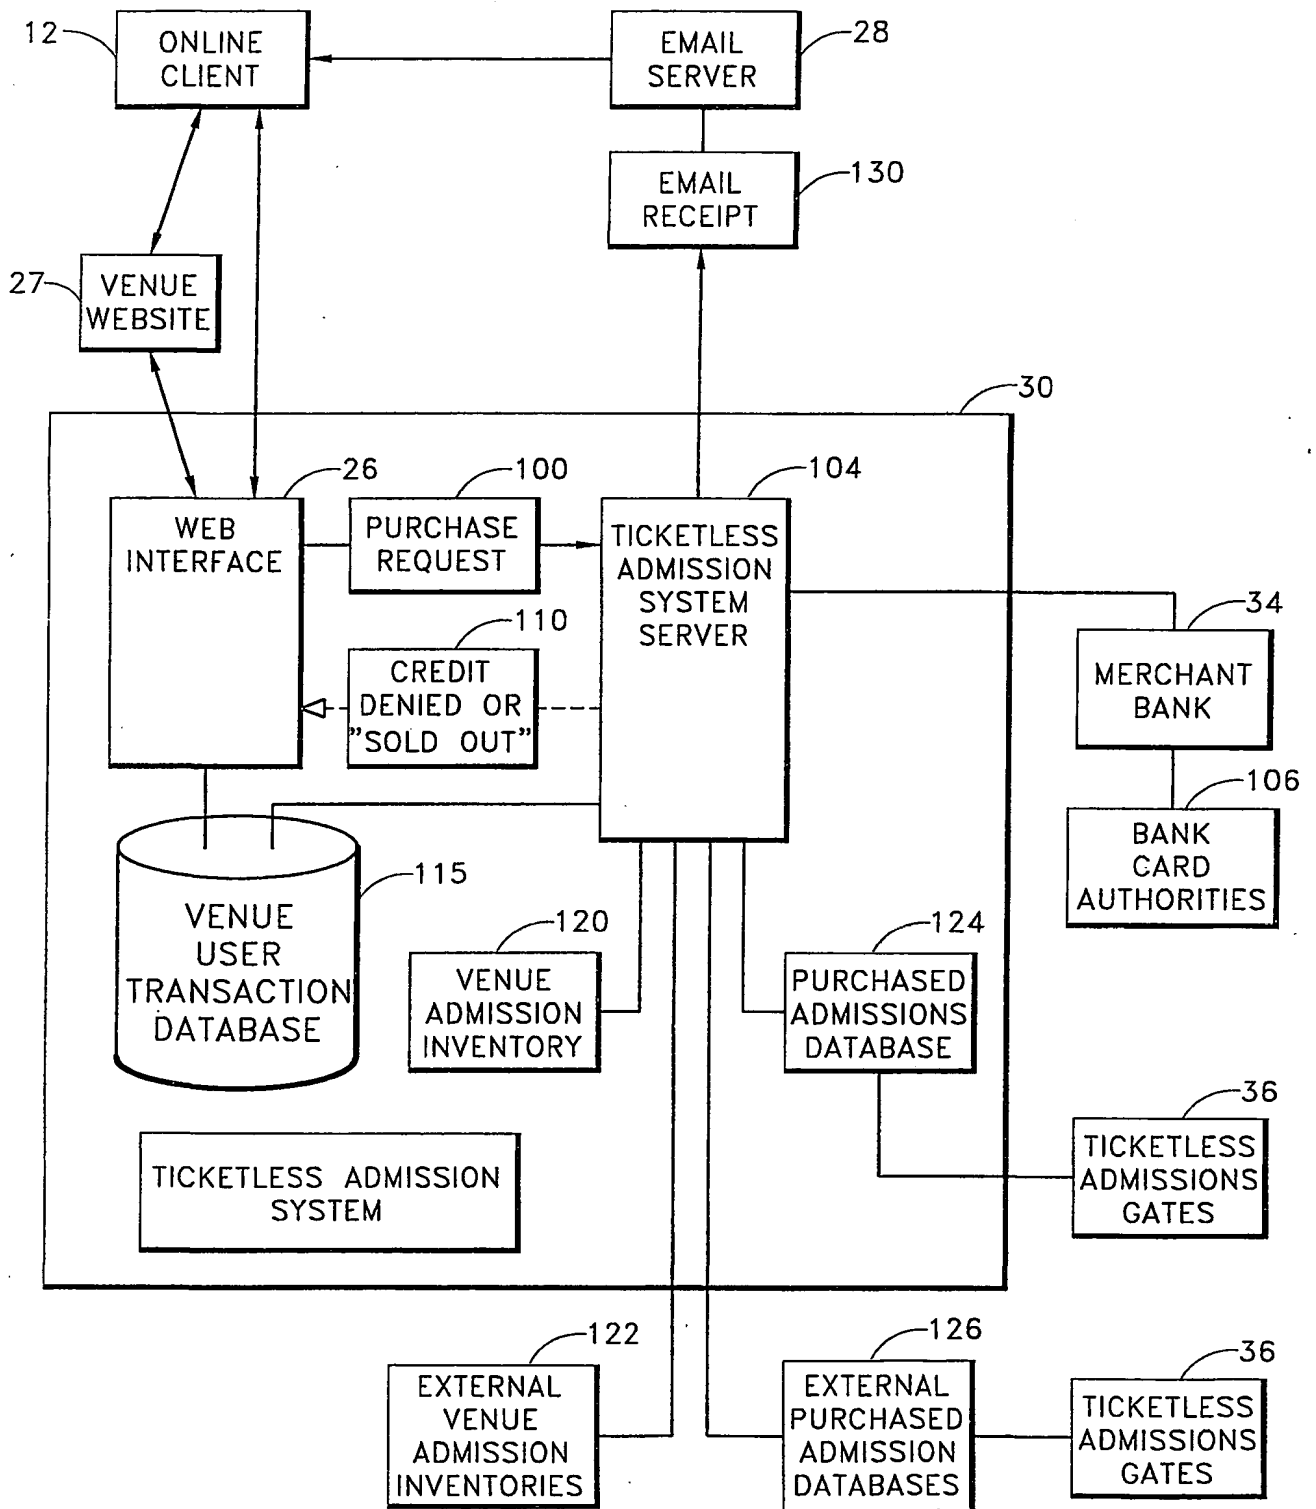 12
ONLINE
CLIENT
EMAIL
SERVER
28
EMAIL
RECEIPT
130
27
VENUE
WEBSITE
30
26
100
104
WEB
INTERFACE
PURCHASE
REQUEST
TICKETLESS
ADMISSION
SYSTEM
SERVER
110
CREDIT
DENIED OR
"SOLD OUT"
34
MERCHANT
BANK
106
BANK
CARD
AUTHORITIES
115
VENUE
USER
TRANSACTION
DATABASE
120
VENUE
ADMISSION
INVENTORY
124
PURCHASED
ADMISSIONS
DATABASE
36
TICKETLESS
ADMISSIONS
GATES
TICKETLESS ADMISSION
SYSTEM
122
EXTERNAL
VENUE
ADMISSION
INVENTORIES
126
EXTERNAL
PURCHASED
ADMISSION
DATABASES
36
TICKETLESS
ADMISSIONS
GATES